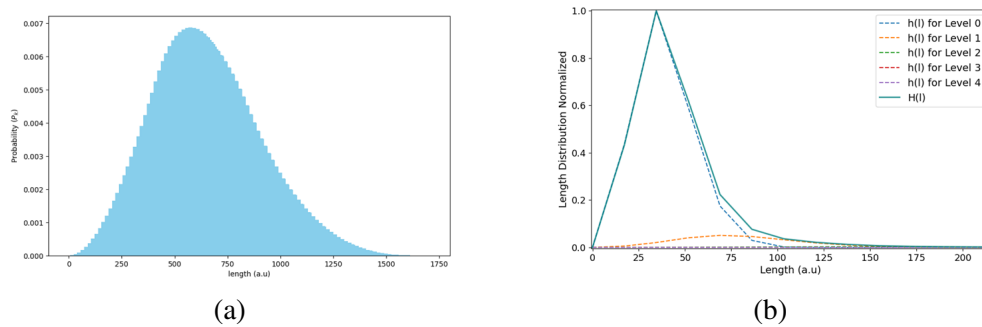 0.007
0.006
0.005
0.004
0.003
0.002
0.001
0.000
Probability (P₁)
0 250 500 750 1000 1250 1500 1750
length (a.u)
(a)
1.0
0.8
0.6
0.4
0.2
0.0
Length Distribution Normalized
h(l) for Level 0
h(l) for Level 1
h(l) for Level 2
h(l) for Level 3
h(l) for Level 4
H(l)
0 25 50 75 100 125 150 175 200
Length (a.u)
(b)